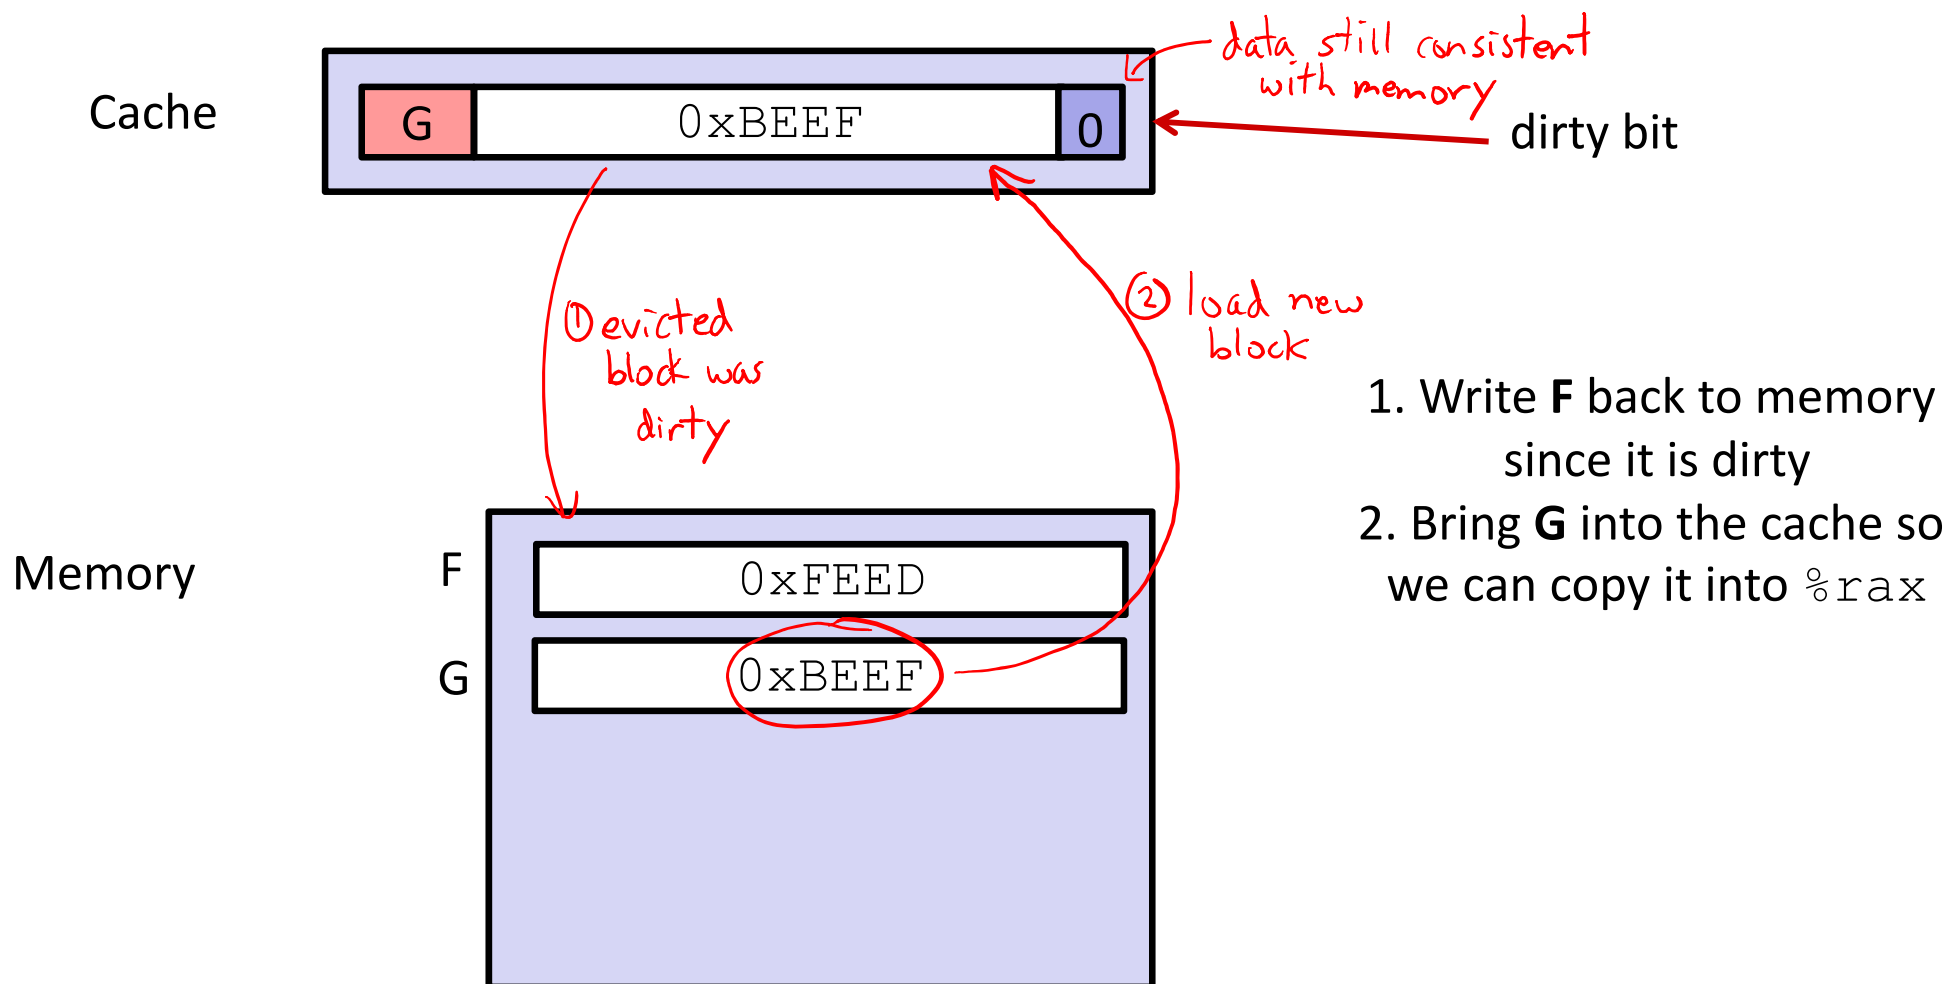 data still consistent
with memory
Cache
G
0xBEEF
0
dirty bit
① evicted
block was
dirty
② load new
block
1. Write F back to memory
since it is dirty
2. Bring G into the cache so
we can copy it into %rax
Memory
F
0xFEED
G
0xBEEF